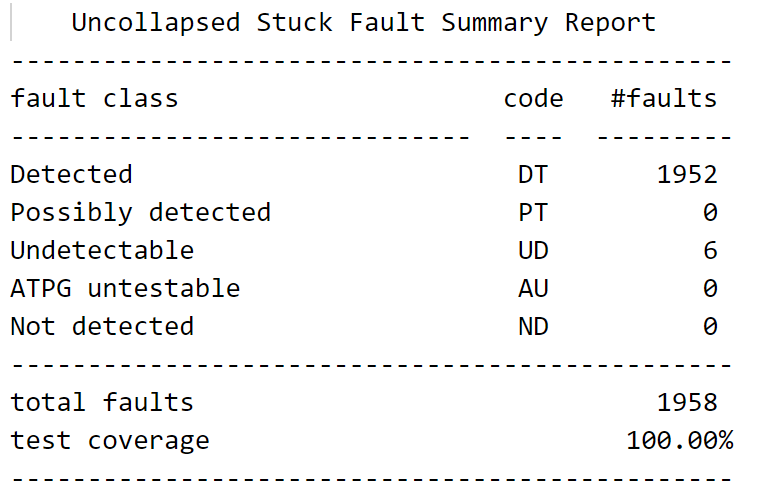 Uncollapsed Stuck Fault Summary Report
-----------------------------------------------
fault class                     code   #faults
------------------------------  ----  ---------
Detected                         DT       1952
Possibly detected                PT          0
Undetectable                     UD          6
ATPG untestable                  AU          0
Not detected                     ND          0
-----------------------------------------------
total faults                              1958
test coverage                           100.00%
-----------------------------------------------